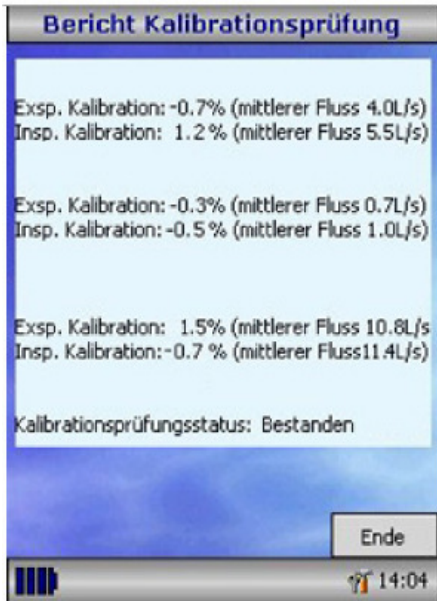 Bericht Kalibrationsprüfung
Exsp. Kalibration: -0.7% (mittlerer Fluss 4.0L/s)
Insp. Kalibration: 1.2% (mittlerer Fluss 5.5L/s)
Exsp. Kalibration: -0.3% (mittlerer Fluss 0.7L/s)
Insp. Kalibration: -0.5% (mittlerer Fluss 1.0L/s)
Exsp. Kalibration: 1.5% (mittlerer Fluss 10.8L/s
Insp. Kalibration: -0.7 % (mittlerer Fluss11.4L/s)
Kalibrationsprüfungsstatus: Bestanden
Ende
14:04